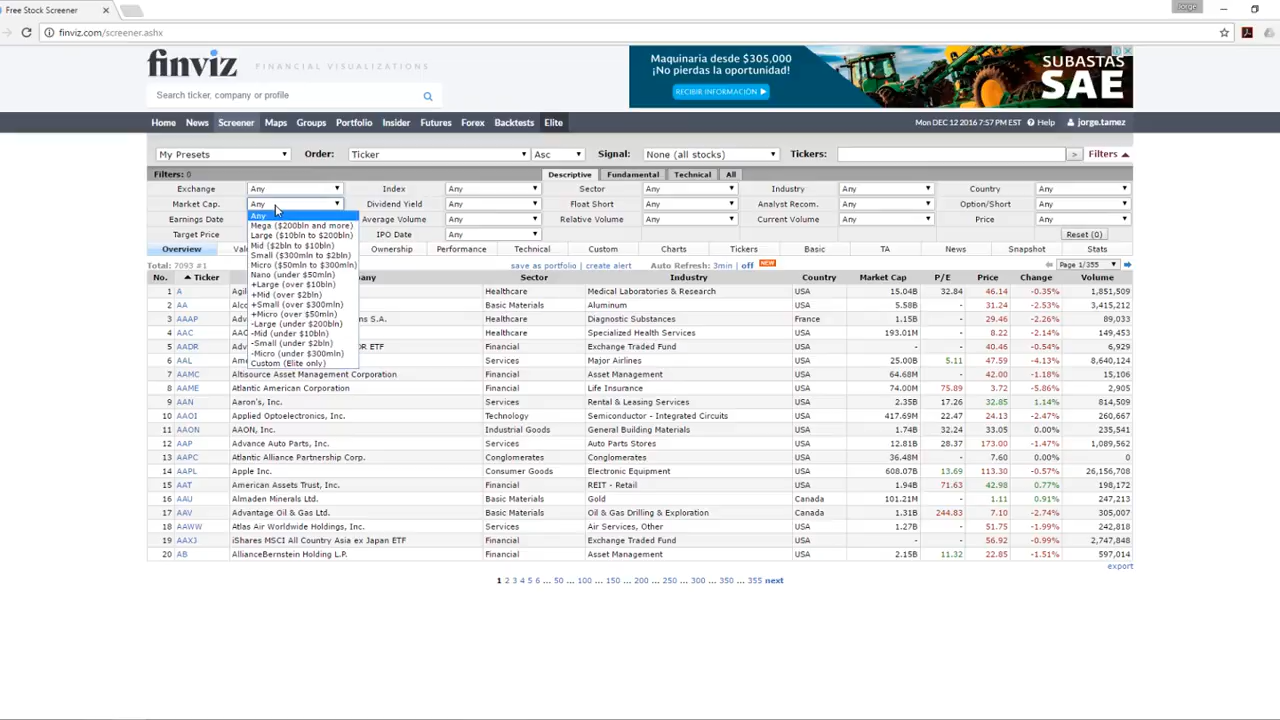 Free Stock Screener
Jorge
finviz.com/screener.ashx
finviz FINANCIAL VISUALIZATIONS
Maquinaria desde $305,000
¡No pierdas la oportunidad!
RECIBIR INFORMACIÓN
SUBASTAS
SAE
Search ticker, company or profile
Home News Screener Maps Groups Portfolio Insider Futures Forex Backtests Elite MON DEC 12 2016 7:57 PM EST Help jorge.tamez
My Presets Order: Ticker Asc Signal: None (all stocks) Tickers: > Filters
Filters: 0 Descriptive Fundamental Technical All
Exchange Any Index Any Sector Any Industry Any Country Any
Market Cap. Any Dividend Yield Any Float Short Any Analyst Recom. Any Option/Short Any
Earnings Date Average Volume Any Relative Volume Any Current Volume Any Price Any
Target Price IPO Date Any Reset (0)
Any
Mega ($200bln and more)
Large ($10bln to $200bln)
Mid ($2bln to $10bln)
Small ($300mln to $2bln)
Micro ($50mln to $300mln)
Nano (under $50mln)
+Large (over $10bln)
+Mid (over $2bln)
+Small (over $300mln)
+Micro (over $50mln)
-Large (under $200bln)
-Mid (under $10bln)
-Small (under $2bln)
-Micro (under $300mln)
Custom (Elite only)
Overview Ownership Performance Technical Custom Charts Tickers Basic TA News Snapshot Stats
Total: 7093 #1 save as portfolio | create alert Auto Refresh: 3min | off NEW Page 1/355
No. Ticker Sector Industry Country Market Cap P/E Price Change Volume
1 A Healthcare Medical Laboratories & Research USA 15.04B 32.84 46.14 -0.35% 1,851,509
2 AA Basic Materials Aluminum USA 5.58B - 31.24 -2.53% 3,415,212
3 AAAP S.A. Healthcare Diagnostic Substances France 1.15B - 29.46 -2.26% 89,033
4 AAC Healthcare Specialized Health Services USA 193.01M - 8.22 -2.14% 149,453
5 AADR ETF Financial Exchange Traded Fund USA - - 40.46 -0.54% 6,929
6 AAL Services Major Airlines USA 25.00B 5.11 47.59 -4.13% 8,640,124
7 AAMC Altisource Asset Management Corporation Financial Asset Management USA 64.68M - 42.00 -1.18% 15,106
8 AAME Atlantic American Corporation Financial Life Insurance USA 74.00M 75.89 3.72 -5.86% 2,905
9 AAN Aaron's, Inc. Services Rental & Leasing Services USA 2.35B 17.26 32.85 1.14% 814,509
10 AAOI Applied Optoelectronics, Inc. Technology Semiconductor - Integrated Circuits USA 417.69M 22.47 24.13 -2.47% 260,667
11 AAON AAON, Inc. Industrial Goods General Building Materials USA 1.74B 32.24 33.05 0.00% 235,541
12 AAP Advance Auto Parts, Inc. Services Auto Parts Stores USA 12.81B 28.37 173.00 -1.47% 1,089,562
13 AAPC Atlantic Alliance Partnership Corp. Conglomerates Conglomerates USA 36.48M - 7.60 0.00% 0
14 AAPL Apple Inc. Consumer Goods Electronic Equipment USA 608.07B 13.69 113.30 -0.57% 26,156,708
15 AAT American Assets Trust, Inc. Financial REIT - Retail USA 1.94B 71.63 42.98 0.77% 198,172
16 AAU Almaden Minerals Ltd. Basic Materials Gold Canada 101.21M - 1.11 0.91% 247,213
17 AAV Advantage Oil & Gas Ltd. Basic Materials Oil & Gas Drilling & Exploration Canada 1.31B 244.83 7.10 -2.74% 305,007
18 AAWW Atlas Air Worldwide Holdings, Inc. Services Air Services, Other USA 1.27B - 51.75 -1.99% 242,818
19 AAXJ iShares MSCI All Country Asia ex Japan ETF Financial Exchange Traded Fund USA - - 56.92 -0.99% 2,747,848
20 AB AllianceBernstein Holding L.P. Financial Asset Management USA 2.15B 11.32 22.85 -1.51% 597,014
export
1 2 3 4 5 6 ... 50 ... 100 ... 150 ... 200 ... 250 ... 300 ... 350 ... 355 next